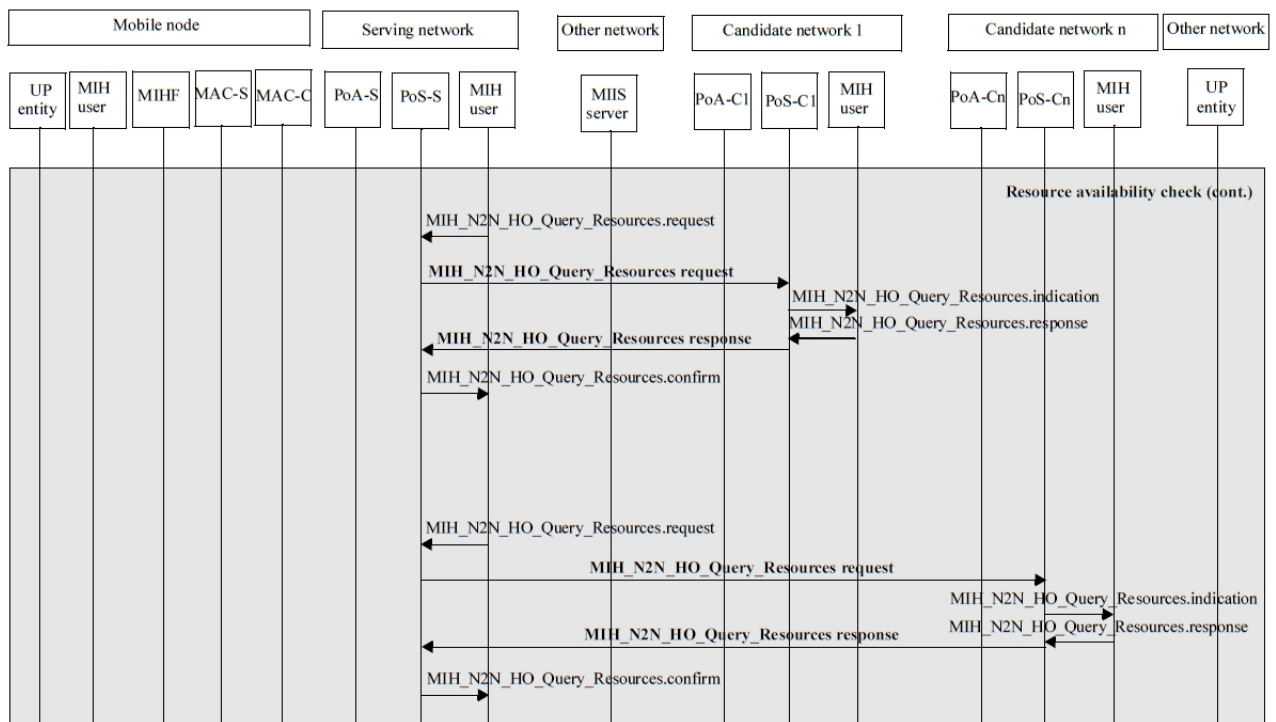 Mobile node
Serving network
Other network
Candidate network 1
Candidate network n
Other network
UP entity
MIH user
MIHF
MAC-S
MAC-C
PoA-S
PoS-S
MIH user
MIIS server
PoA-C1
PoS-C1
MIH user
PoA-Cn
PoS-Cn
MIH user
UP entity
Resource availability check (cont.)
MIH_N2N_HO_Query_Resources.request
MIH_N2N_HO_Query_Resources request
MIH_N2N_HO_Query_Resources.indication
MIH_N2N_HO_Query_Resources.response
MIH_N2N_HO_Query_Resources response
MIH_N2N_HO_Query_Resources.confirm
MIH_N2N_HO_Query_Resources.request
MIH_N2N_HO_Query_Resources request
MIH_N2N_HO_Query_Resources.indication
MIH_N2N_HO_Query_Resources.response
MIH_N2N_HO_Query_Resources response
MIH_N2N_HO_Query_Resources.confirm